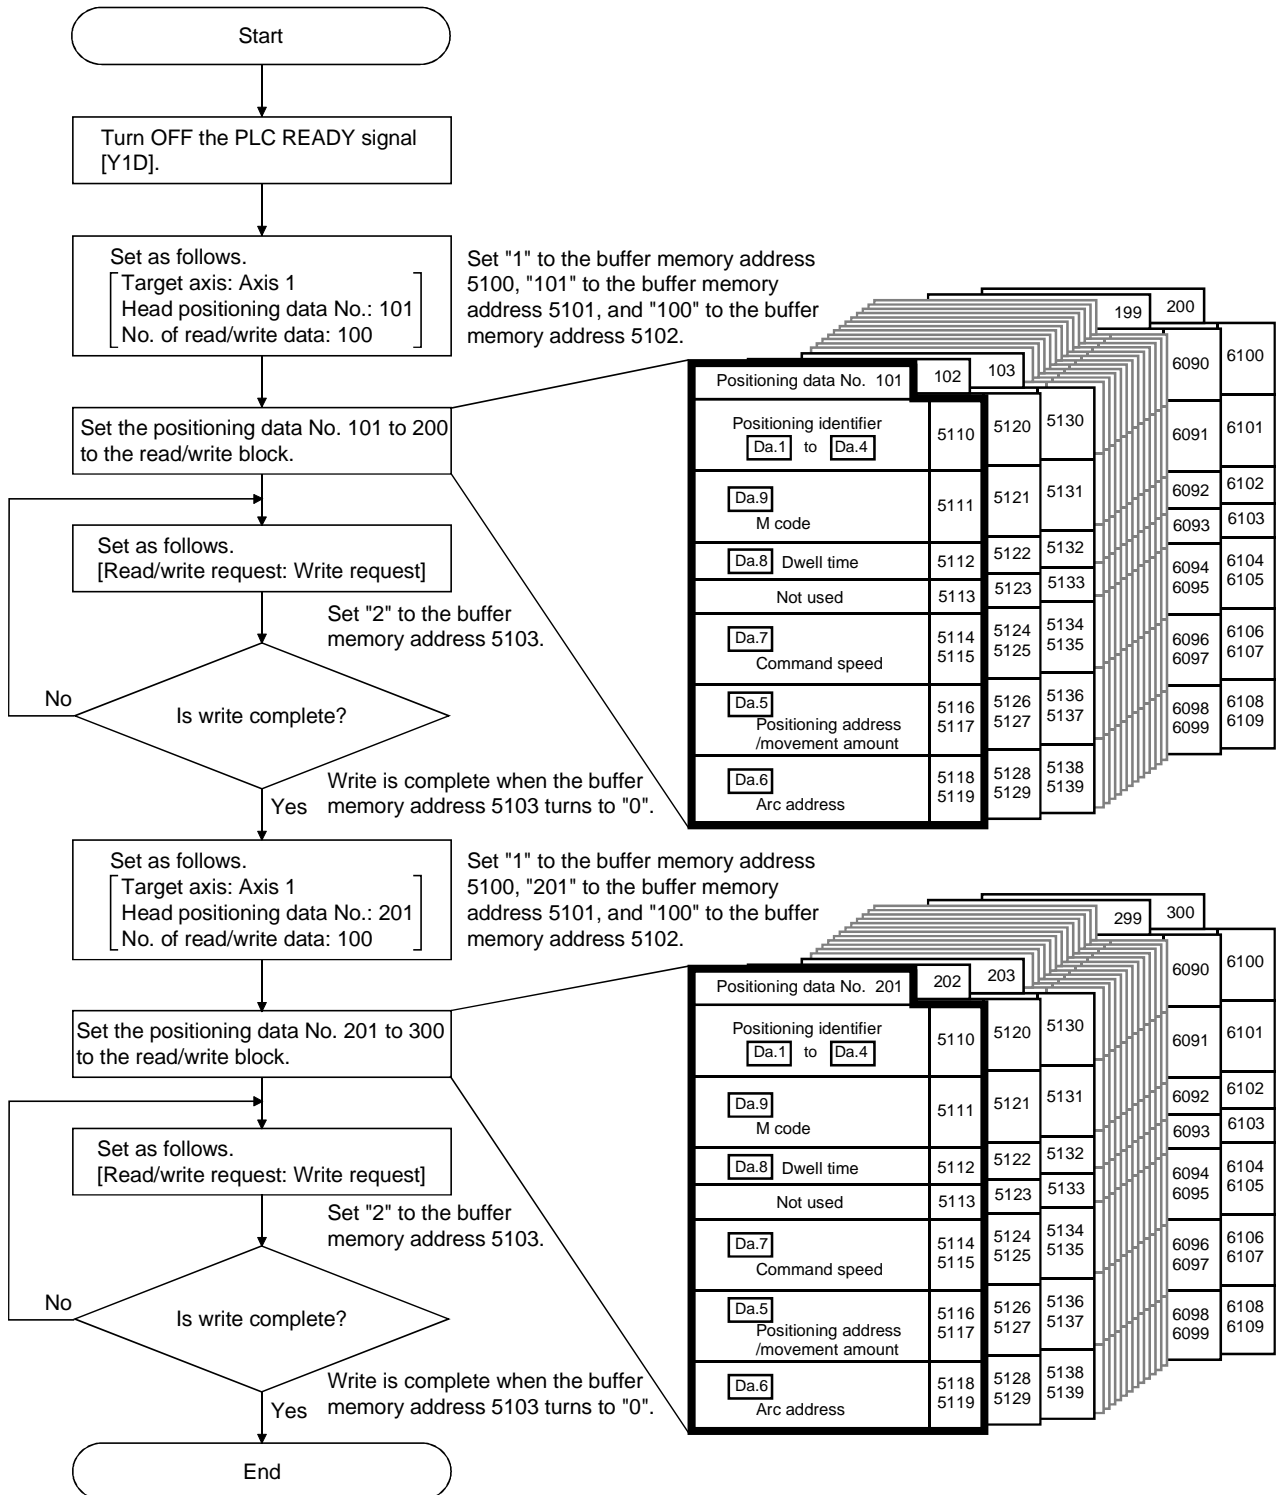 Start
Turn OFF the PLC READY signal
[Y1D].
Set as follows.
Target axis: Axis 1
Head positioning data No.: 101
No. of read/write data: 100
Set "1" to the buffer memory address
5100, "101" to the buffer memory
address 5101, and "100" to the buffer
memory address 5102.
Set the positioning data No. 101 to 200
to the read/write block.
Set as follows.
[Read/write request: Write request]
Set "2" to the buffer
memory address 5103.
No
Is write complete?
Write is complete when the buffer
memory address 5103 turns to "0".
Yes
Positioning data No. 101
102
103
199
200
Positioning identifier
Da.1 to Da.4
5110
5120
5130
6090
6100
Da.9
M code
5111
5121
5131
6091
6101
Da.8 Dwell time
5112
5122
5132
6092
6102
Not used
5113
5123
5133
6093
6103
Da.7
Command speed
5114
5115
5124
5125
5134
5135
6094
6095
6104
6105
Da.5
Positioning address
/movement amount
5116
5117
5126
5127
5136
5137
6096
6097
6106
6107
Da.6
Arc address
5118
5119
5128
5129
5138
5139
6098
6099
6108
6109
Set as follows.
Target axis: Axis 1
Head positioning data No.: 201
No. of read/write data: 100
Set "1" to the buffer memory address
5100, "201" to the buffer memory
address 5101, and "100" to the buffer
memory address 5102.
Set the positioning data No. 201 to 300
to the read/write block.
Set as follows.
[Read/write request: Write request]
Set "2" to the buffer
memory address 5103.
No
Is write complete?
Write is complete when the buffer
memory address 5103 turns to "0".
Yes
End
Positioning data No. 201
202
203
299
300
Positioning identifier
Da.1 to Da.4
5110
5120
5130
6090
6100
Da.9
M code
5111
5121
5131
6091
6101
Da.8 Dwell time
5112
5122
5132
6092
6102
Not used
5113
5123
5133
6093
6103
Da.7
Command speed
5114
5115
5124
5125
5134
5135
6094
6095
6104
6105
Da.5
Positioning address
/movement amount
5116
5117
5126
5127
5136
5137
6096
6097
6106
6107
Da.6
Arc address
5118
5119
5128
5129
5138
5139
6098
6099
6108
6109